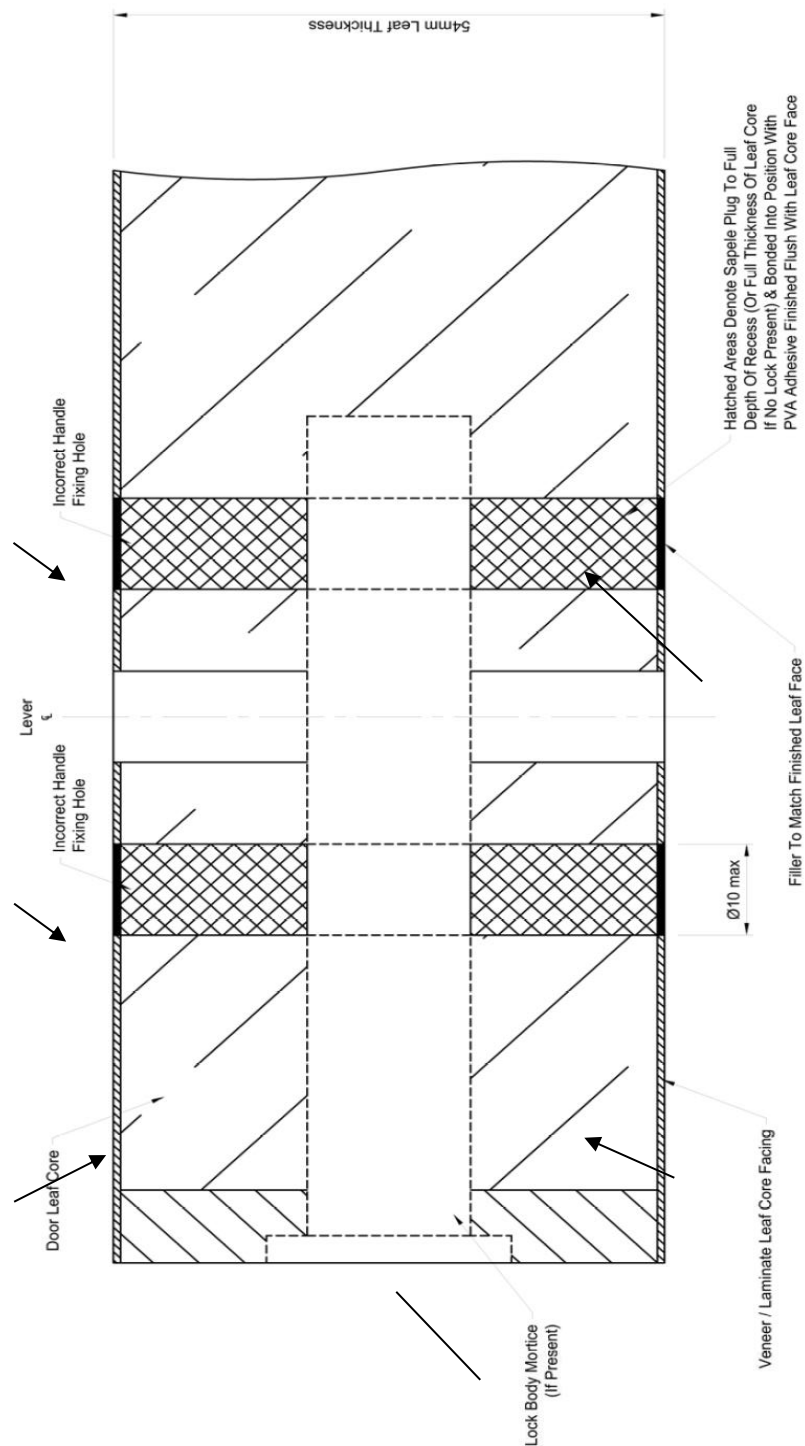 54mm Leaf Thickness
Lever
℄
Incorrect Handle
Fixing Hole
Incorrect Handle
Fixing Hole
Door Leaf Core
Hatched Areas Denote Sapele Plug To Full
Depth Of Recess (Or Full Thickness Of Leaf Core
If No Lock Present) & Bonded Into Position With
PVA Adhesive Finished Flush With Leaf Core Face
Filler To Match Finished Leaf Face
Ø10 max
Veneer / Laminate Leaf Core Facing
Lock Body Mortice
(If Present)